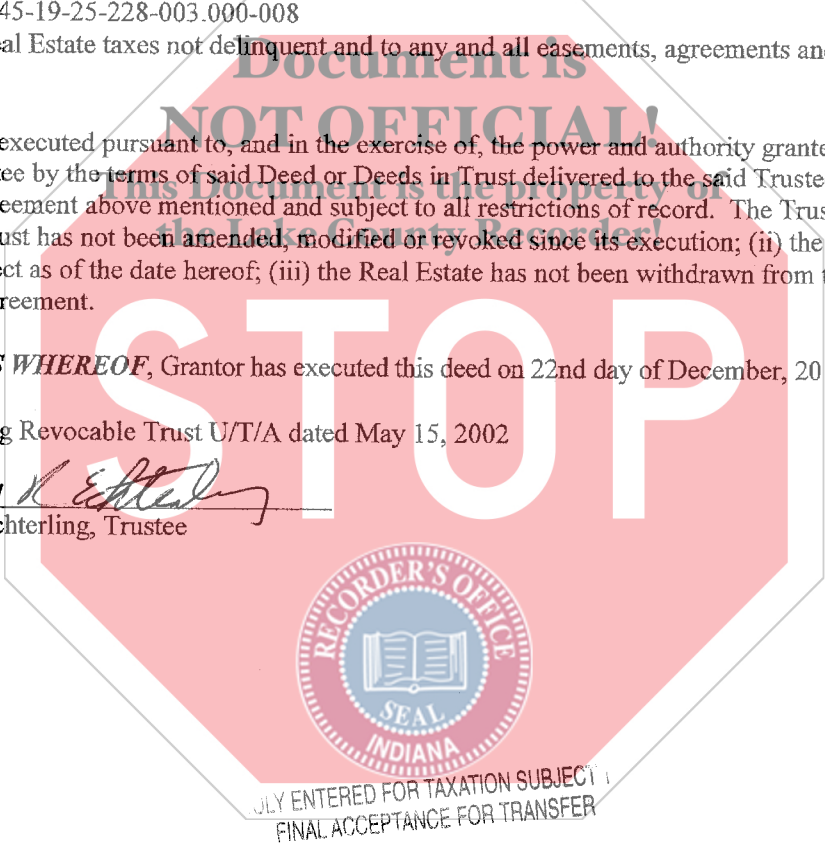 45-19-25-228-003.000-008
al Estate taxes not delinquent and to any and all easements, agreements an
Document is
NOT OFFICIAL!
executed pursuant to, and in the exercise of, the power and authority grante
ee by the terms of said Deed or Deeds in Trust delivered to the said Truste
This Document is the property of
eement above mentioned and subject to all restrictions of record. The Trus
the Lake County Recorder!
ust has not been amended, modified or revoked since its execution; (ii) the
ct as of the date hereof; (iii) the Real Estate has not been withdrawn from t
reement.
STOP
S WHEREOF, Grantor has executed this deed on 22nd day of December, 20
g Revocable Trust U/T/A dated May 15, 2002
chterling, Trustee
RECORDER'S OFFICE
SEAL
INDIANA
ULY ENTERED FOR TAXATION SUBJECT
FINAL ACCEPTANCE FOR TRANSFER